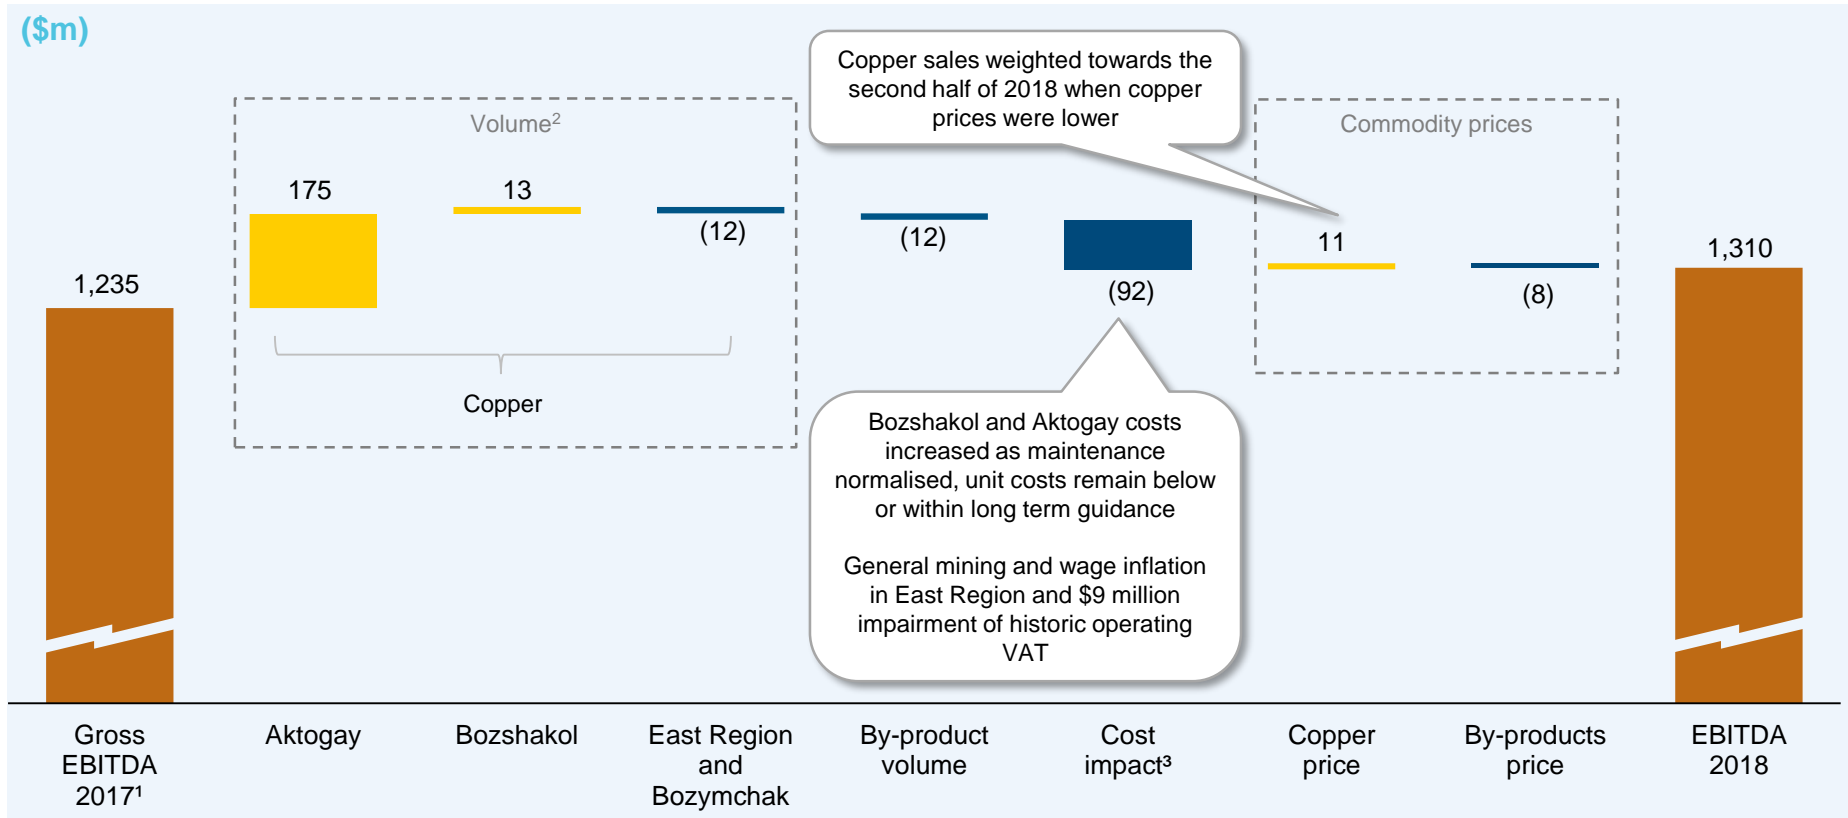 ($m)
Copper sales weighted towards the
second half of 2018 when copper
prices were lower
Volume²
Commodity prices
175
13
(12)
(12)
(92)
11
(8)
1,235
1,310
Copper
Bozshakol and Aktogay costs
increased as maintenance
normalised, unit costs remain below
or within long term guidance
General mining and wage inflation
in East Region and $9 million
impairment of historic operating
VAT
Gross
EBITDA
2017¹
Aktogay
Bozshakol
East Region
and
Bozymchak
By-product
volume
Cost
impact³
Copper
price
By-products
price
EBITDA
2018